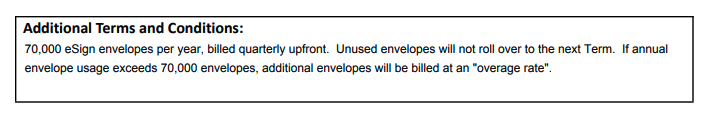 Additional Terms and Conditions:
70,000 eSign envelopes per year, billed quarterly upfront.  Unused envelopes will not roll over to the next Term.  If annual
envelope usage exceeds 70,000 envelopes, additional envelopes will be billed at an "overage rate".